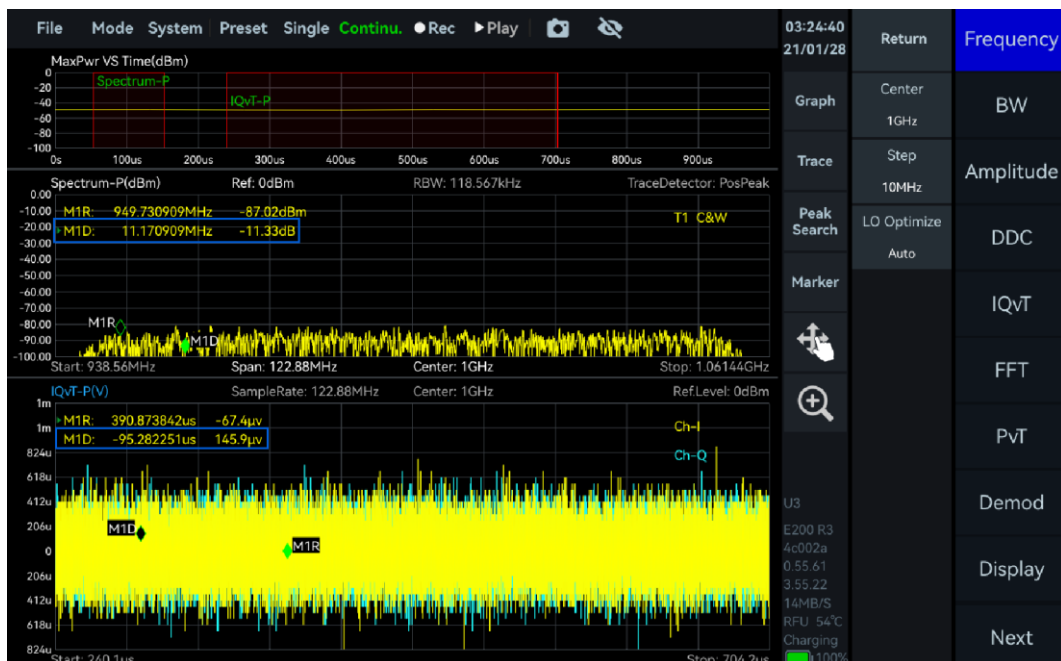 File Mode System Preset Single Continu. Rec Play
03:24:40
21/01/28
Return
Frequency
MaxPwr VS Time(dBm)
0
-20
-40
-60
-80
-100
Spectrum-P
IQvT-P
0s 100us 200us 300us 400us 500us 600us 700us 800us 900us
Graph
Center
1GHz
BW
Trace
Step
10MHz
Amplitude
Spectrum-P(dBm) Ref: 0dBm RBW: 118.567kHz TraceDetector: PosPeak
0.00
-10.00
-20.00
-30.00
-40.00
-50.00
-60.00
-70.00
-80.00
-90.00
-100.00
M1R: 949.730909MHz -87.02dBm
M1D: 11.170909MHz -11.33dB
T1 C&W
M1R
M1D
Start: 938.56MHz Span: 122.88MHz Center: 1GHz Stop: 1.06144GHz
Peak
Search
LO Optimize
Auto
DDC
Marker
IQvT
FFT
IQvT-P(V) SampleRate: 122.88MHz Center: 1GHz Ref.Level: 0dBm
1m
1m
824u
618u
412u
206u
0
206u
412u
618u
824u
M1R: 390.873842us -67.4μv
M1D: -95.282251us 145.9μv
Ch-I
Ch-Q
M1D
M1R
Start: 240.1us Stop: 704.2us
PvT
Demod
Display
Next
U3
E200 R3
4c002a
0.55.61
3.55.22
14MB/S
RFU 54℃
Charging
100%